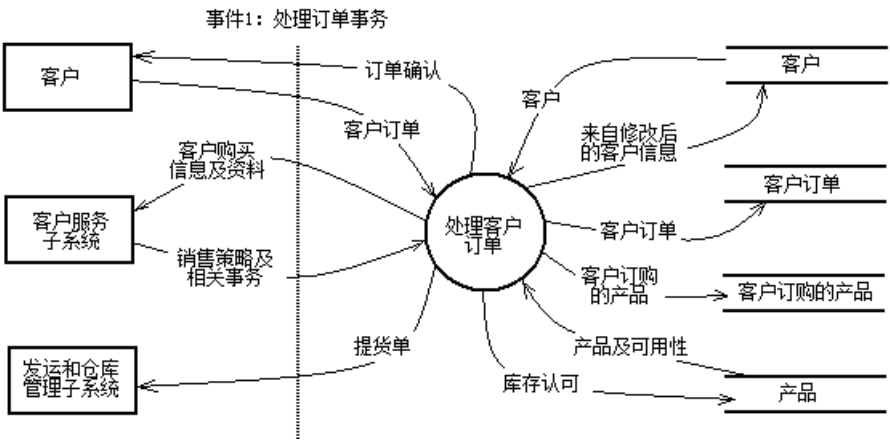 事件1：处理订单事务
客户
订单确认
客户
客户
客户订单
来自修改后
的客户信息
客户购买
信息及资料
客户订单
客户服务
子系统
处理客户
订单
客户订单
销售策略及
相关事务
客户订购
的产品
客户订购的产品
提货单
产品及可用性
发运和仓库
管理子系统
库存认可
产品